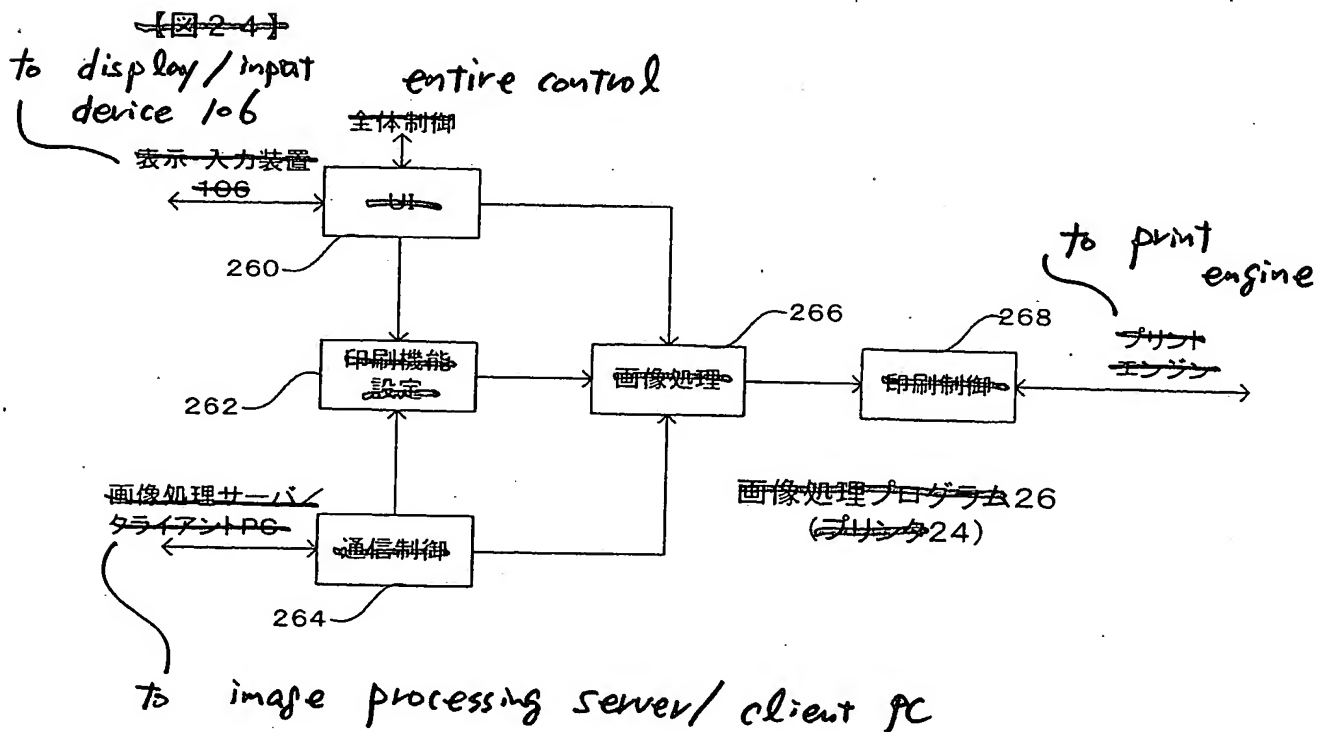 【図24】
to display/input
device 106
entire control
全体制御
表示・入力装置
106
UI
260
to print
engine
266
268
プリント
エンジン
印刷機能
設定
画像処理
印刷制御
262
画像処理サーバ/
クライアントPC
通信制御
画像処理プログラム26
(プリンタ24)
264
to image processing server/ client PC